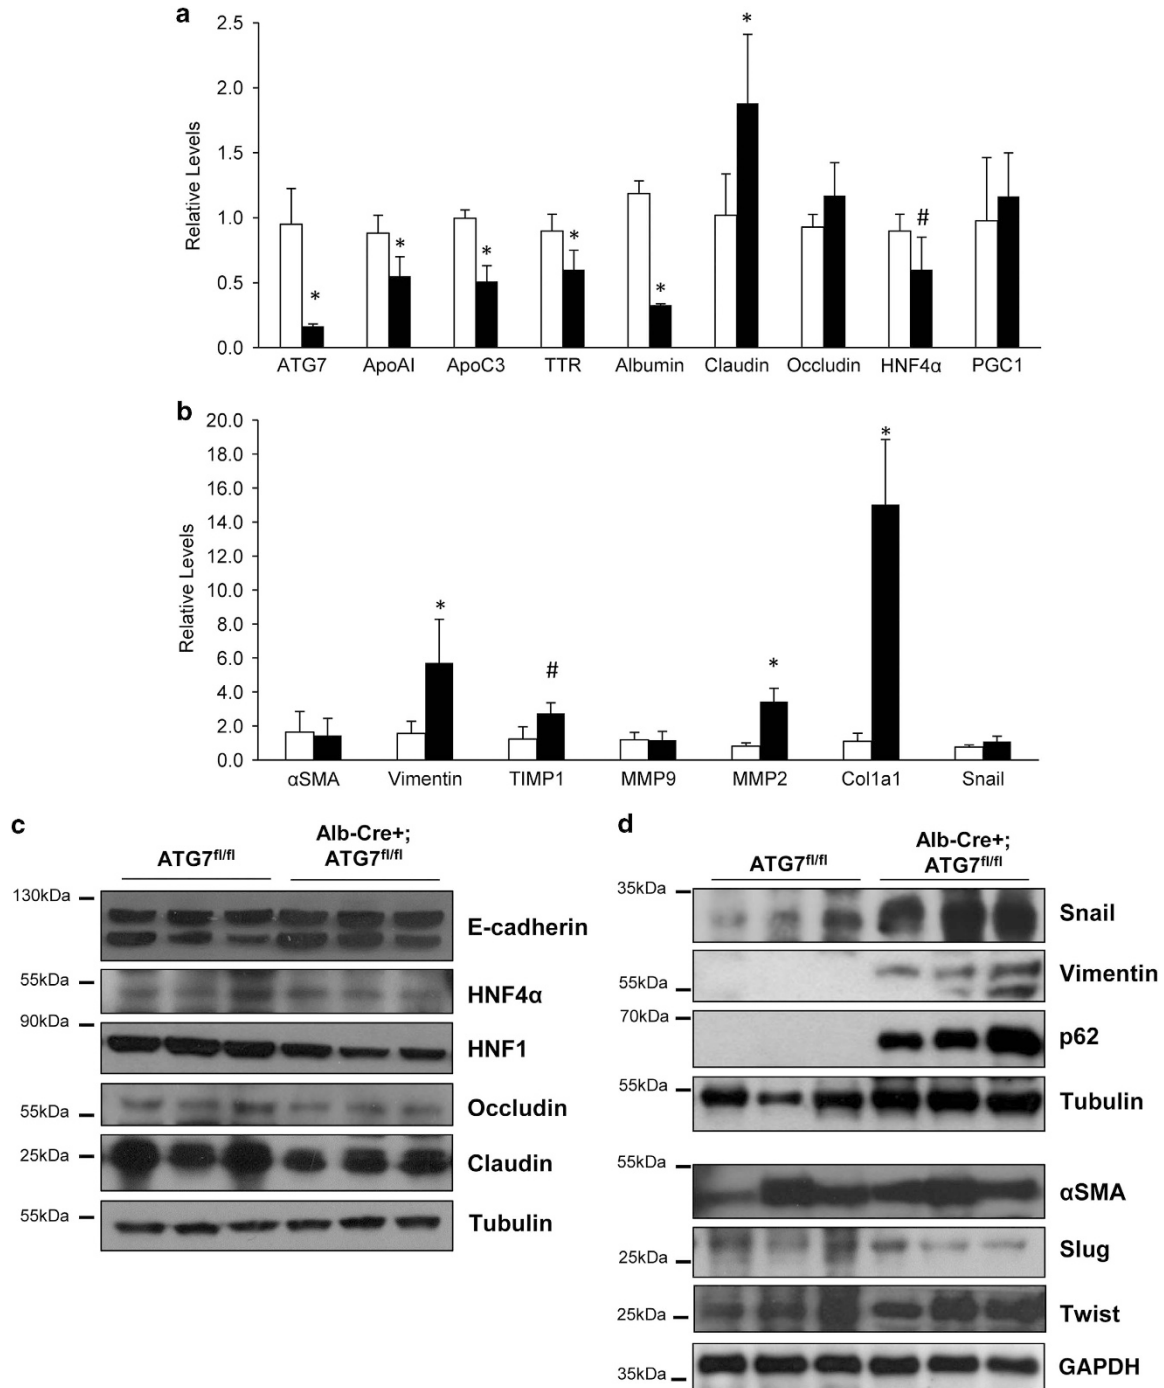 a
2.5
2.0
1.5
1.0
0.5
0.0
Relative Levels
* * * * * * #
ATG7 ApoAI ApoC3 TTR Albumin Claudin Occludin HNF4α PGC1
b
20.0
18.0
16.0
14.0
12.0
10.0
8.0
6.0
4.0
2.0
0.0
Relative Levels
* # * *
αSMA Vimentin TIMP1 MMP9 MMP2 Col1a1 Snail
c
ATG7fl/fl
Alb-Cre+;
ATG7fl/fl
130kDa
E-cadherin
55kDa
HNF4α
90kDa
HNF1
55kDa
Occludin
25kDa
Claudin
55kDa
Tubulin
d
ATG7fl/fl
Alb-Cre+;
ATG7fl/fl
35kDa
Snail
55kDa
Vimentin
70kDa
p62
55kDa
Tubulin
55kDa
αSMA
25kDa
Slug
25kDa
Twist
35kDa
GAPDH